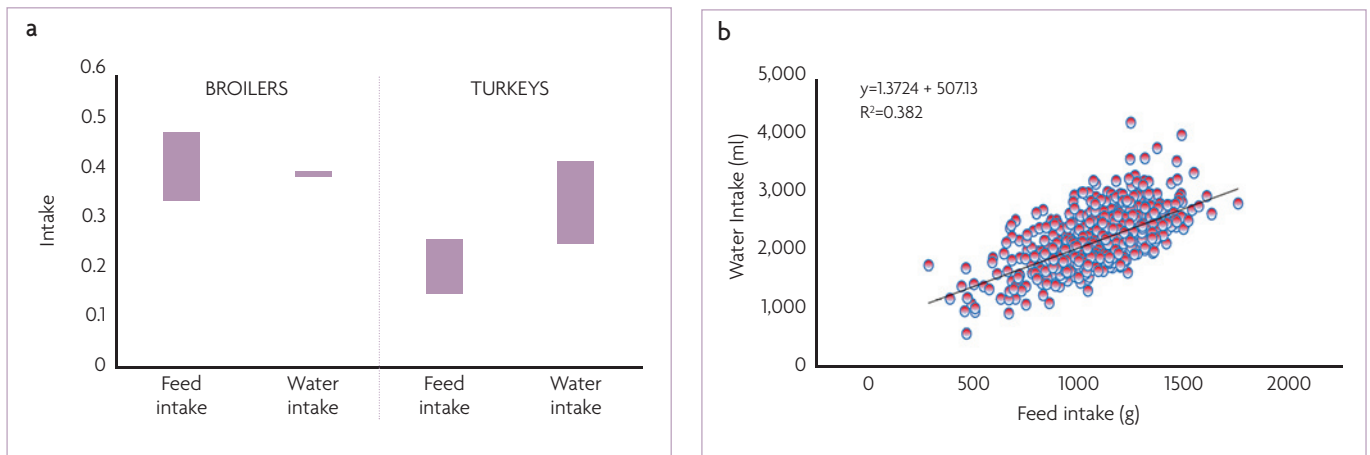 a
0.6
0.5
0.4
0.3
0.2
0.1
0
Intake
BROILERS
TURKEYS
Feed
intake
Water
intake
Feed
intake
Water
intake
b
5,000
4,000
3,000
2,000
1,000
0
Water Intake (ml)
y=1.3724 + 507.13
R²=0.382
0
500
1000
1500
2000
Feed intake (g)